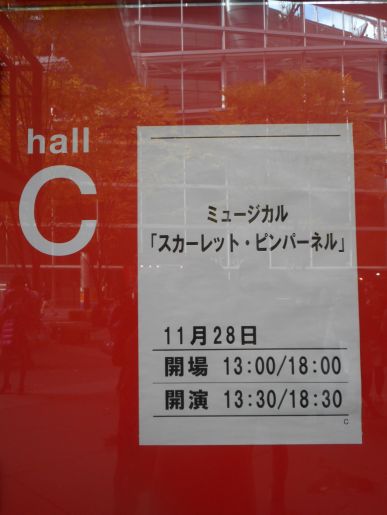 hall
C
ミュージカル
「スカーレット・ピンパーネル」
11月28日
開場 13:00/18:00
開演 13:30/18:30
C